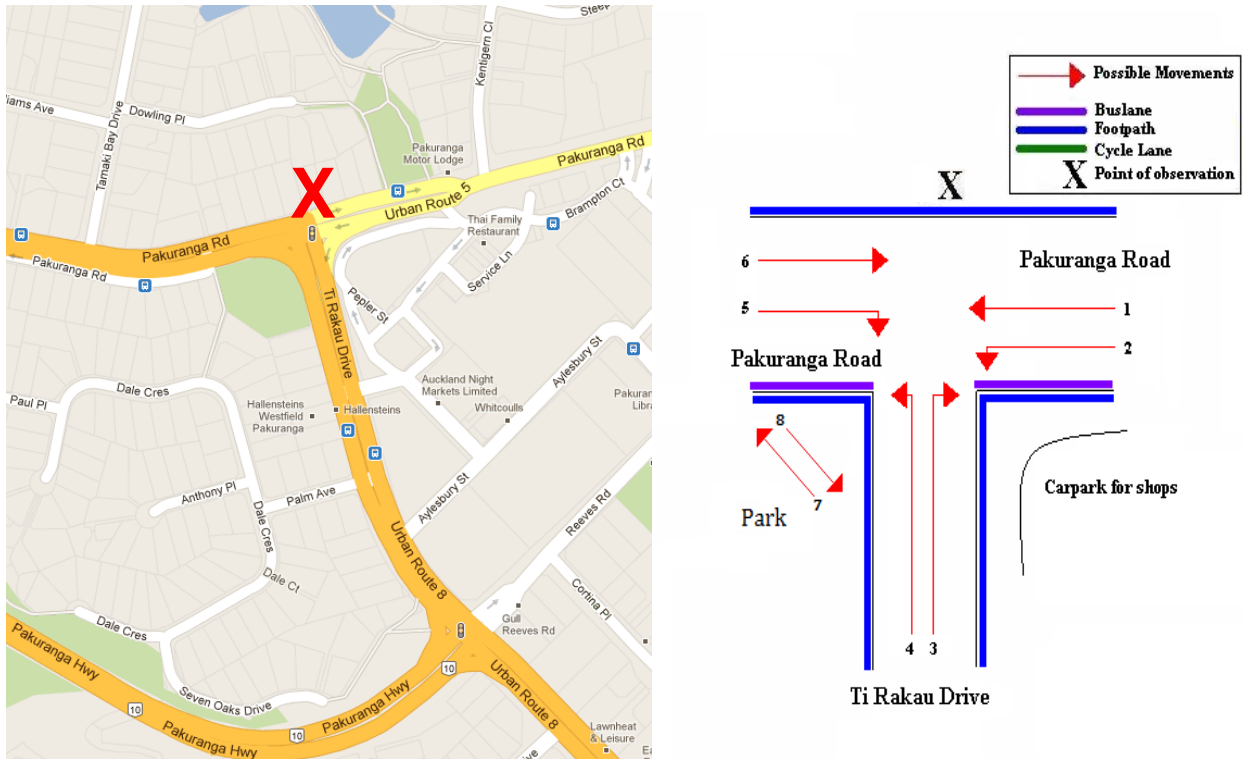 Steep
Kentigern Cl
liams Ave
Dowling Pl
Tamaki Bay Drive
Pakuranga
Motor Lodge
Pakuranga Rd
X
Urban Route 5
Brampton Ct
Thai Family
Restaurant
Service Ln
Pakuranga Rd
Pakuranga Rd
Pepler St
Ti Rakau Drive
Aylesbury St
Dale Cres
Paul Pl
Auckland Night
Markets Limited
Hallensteins
Westfield
Pakuranga
Hallensteins
Whitcoulls
Pakuran
Libra
Anthony Pl
Palm Ave
Aylesbury St
Reeves Rd
Dale Cres
Urban Route 8
Dale Ct
Cortina Pl
Dale Cres
Gull
Reeves Rd
Pakuranga Hwy
10
Urban Route 8
Seven Oaks Drive
Pakuranga Hwy
10
10
Pakuranga Hwy
Lawnheat
& Leisure
Ea
Dwn
Possible Movements
Buslane
Footpath
Cycle Lane
X Point of observation
X
6
Pakuranga Road
5
1
2
Pakuranga Road
8
7
Park
Carpark for shops
4 3
Ti Rakau Drive